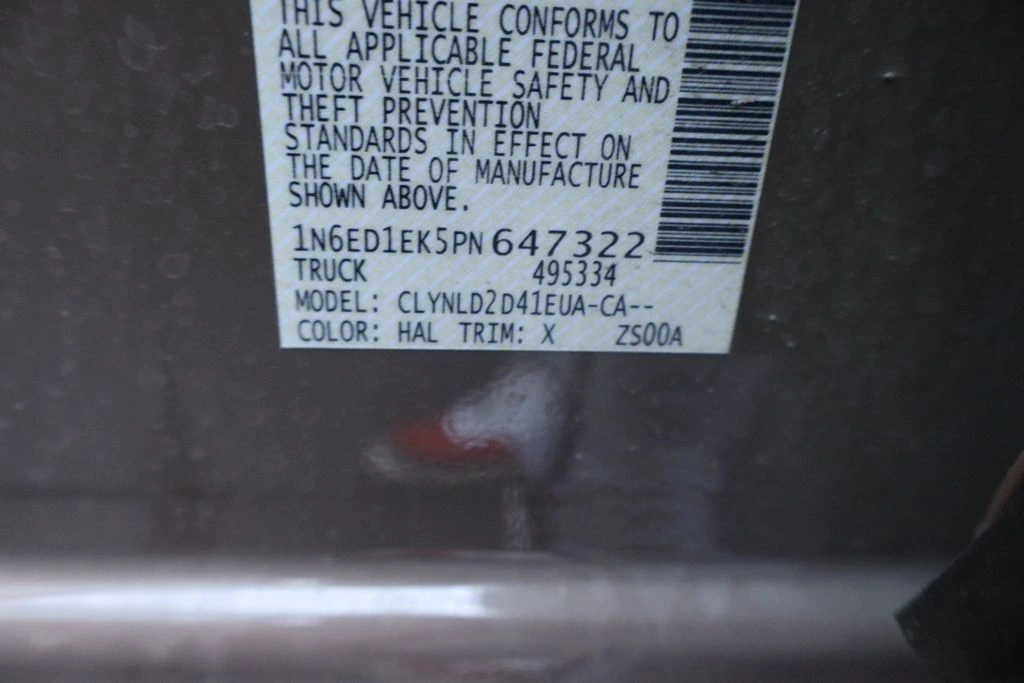 THIS VEHICLE CONFORMS TO
ALL APPLICABLE FEDERAL
MOTOR VEHICLE SAFETY AND
THEFT PREVENTION
STANDARDS IN EFFECT ON
THE DATE OF MANUFACTURE
SHOWN ABOVE.
1N6ED1EK5PN647322
TRUCK 495334
MODEL: CLYNLD2D41EUA-CA--
COLOR: HAL TRIM: X ZS00A